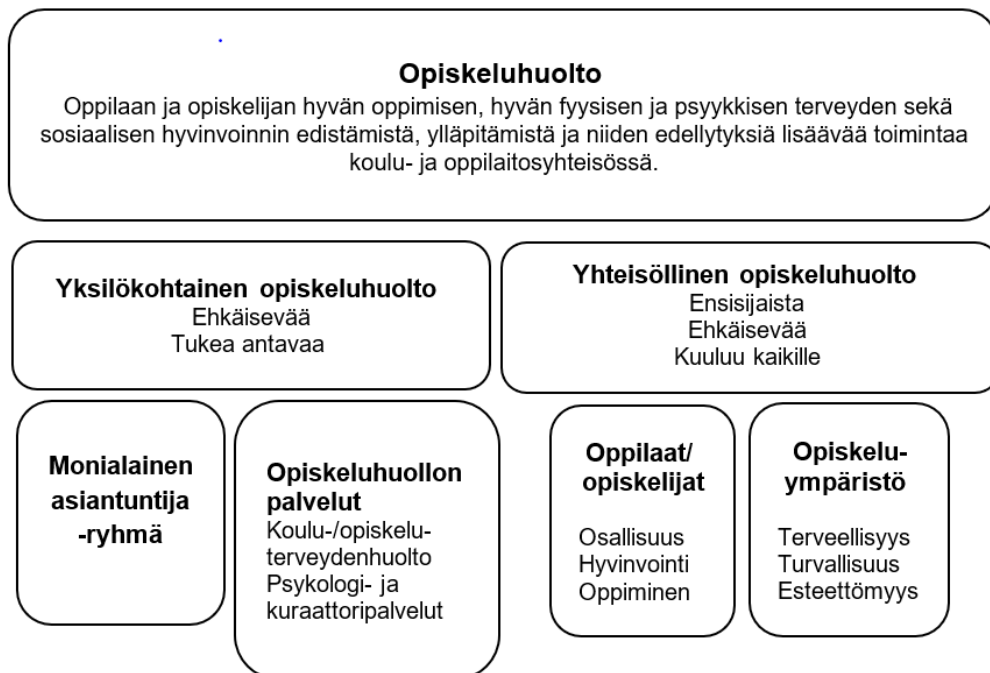 Opiskeluhuolto
Oppilaan ja opiskelijan hyvän oppimisen, hyvän fyysisen ja psyykkisen terveyden sekä
sosiaalisen hyvinvoinnin edistämistä, ylläpitämistä ja niiden edellytyksiä lisäävää toimintaa
koulu- ja oppilaitosyhteisössä.
Yksilökohtainen opiskeluhuolto
Ehkäisevää
Tukea antavaa
Yhteisöllinen opiskeluhuolto
Ensisijaista
Ehkäisevää
Kuuluu kaikille
Monialainen
asiantuntija
-ryhmä
Opiskeluhuollon
palvelut
Koulu-/opiskelu-
terveydenhuolto
Psykologi- ja
kuraattoripalvelut
Oppilaat/
opiskelijat
Osallisuus
Hyvinvointi
Oppiminen
Opiskelu-
ympäristö
Terveellisyys
Turvallisuus
Esteettömyys